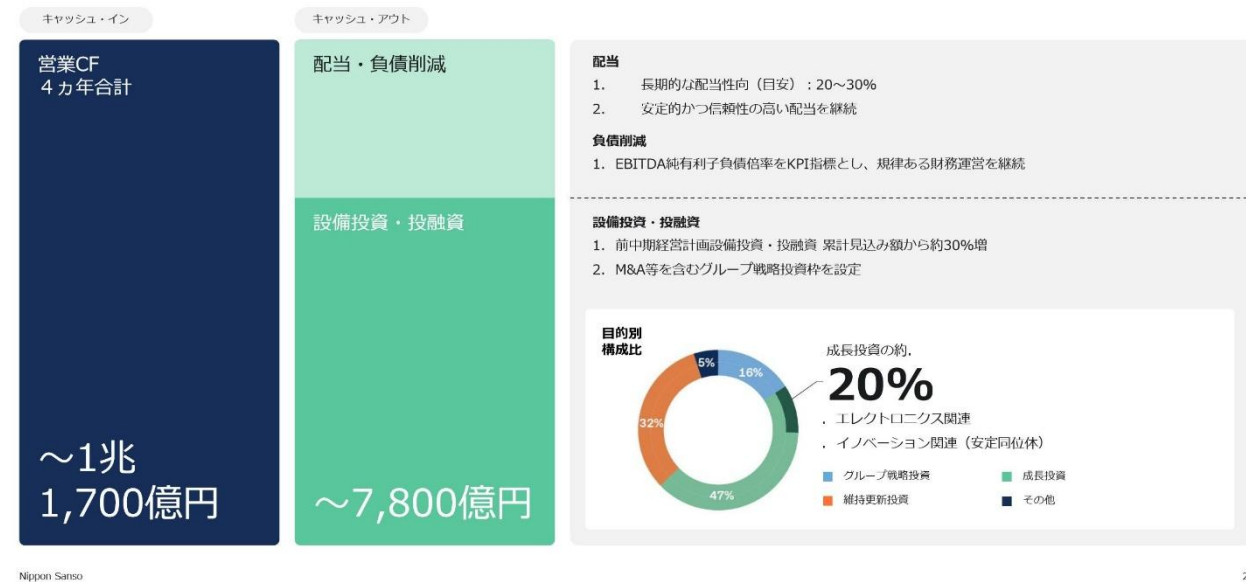 キャッシュ・イン
キャッシュ・アウト
営業CF
4ヵ年合計
～1兆
1,700億円
配当・負債削減
設備投資・投融資
～7,800億円
配当
1. 長期的な配当性向（目安）：20～30%
2. 安定的かつ信頼性の高い配当を継続
負債削減
1. EBITDA純有利子負債倍率をKPI指標とし、規律ある財務運営を継続
設備投資・投融資
1. 前中期経営計画設備投資・投融資 累計見込み額から約30%増
2. M&A等を含むグループ戦略投資枠を設定
目的別
構成比
5%
16%
32%
47%
成長投資の約.
20%
. エレクトロニクス関連
. イノベーション関連（安定同位休）
グループ戦略投資
成長投資
維持更新投資
その他
Nippon Sanso